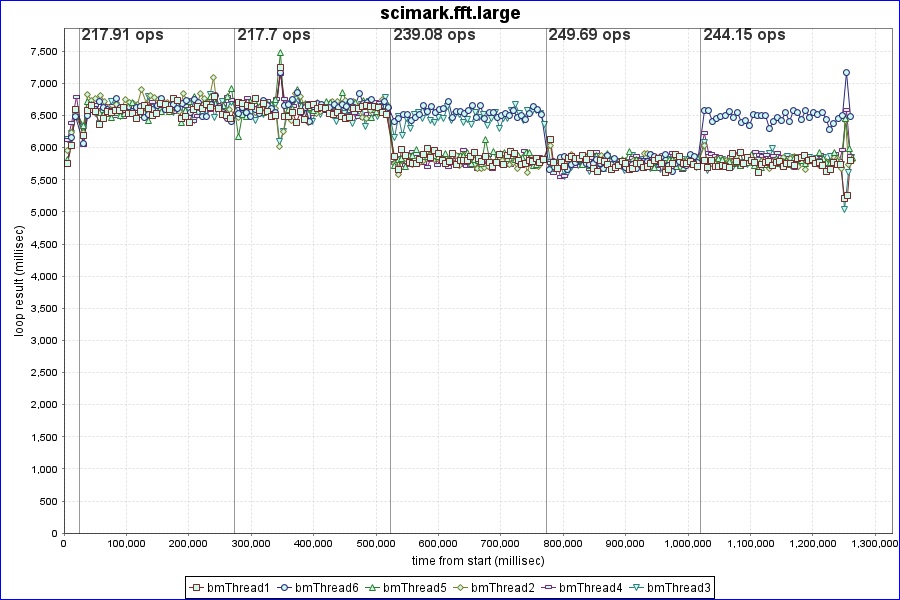 scimark.fft.large
217.91 ops 217.7 ops 239.08 ops 249.69 ops 244.15 ops
7,500
7,000
6,500
6,000
5,500
5,000
4,500
4,000
3,500
3,000
2,500
2,000
1,500
1,000
500
0
loop result (millisec)
0 100,000 200,000 300,000 400,000 500,000 600,000 700,000 800,000 900,000 1,000,000 1,100,000 1,200,000 1,300,000
time from start (millisec)
bmThread1 bmThread6 bmThread5 bmThread2 bmThread4 bmThread3